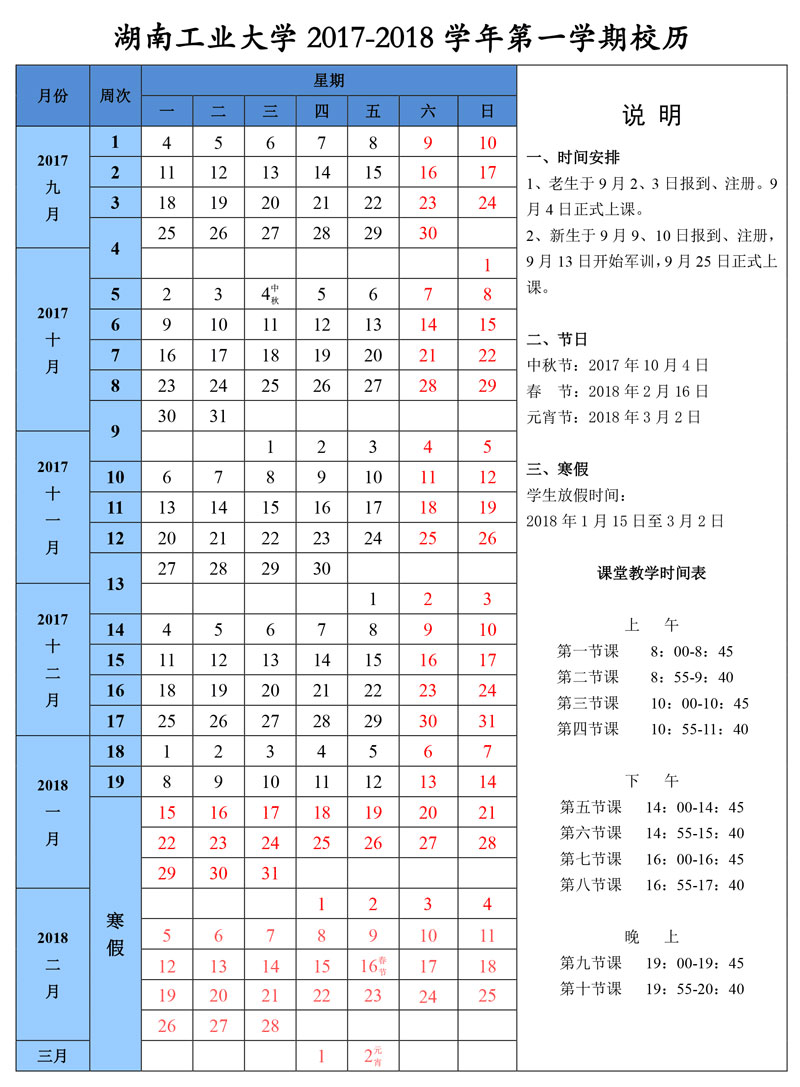 湖南工业大学 2017-2018 学年第一学期校历
月份 周次 星期
一 二 三 四 五 六 日
2017
九
月
1 4 5 6 7 8 9 10
2 11 12 13 14 15 16 17
3 18 19 20 21 22 23 24
4 25 26 27 28 29 30
2017
十
月
1
5 2 3 4中秋 5 6 7 8
6 9 10 11 12 13 14 15
7 16 17 18 19 20 21 22
8 23 24 25 26 27 28 29
9 30 31
2017
十
一
月
1 2 3 4 5
10 6 7 8 9 10 11 12
11 13 14 15 16 17 18 19
12 20 21 22 23 24 25 26
13 27 28 29 30
2017
十
二
月
1 2 3
14 4 5 6 7 8 9 10
15 11 12 13 14 15 16 17
16 18 19 20 21 22 23 24
17 25 26 27 28 29 30 31
2018
一
月
18 1 2 3 4 5 6 7
19 8 9 10 11 12 13 14
寒
假
15 16 17 18 19 20 21
22 23 24 25 26 27 28
29 30 31
2018
二
月
1 2 3 4
5 6 7 8 9 10 11
12 13 14 15 16春节 17 18
19 20 21 22 23 24 25
26 27 28
三月 1 2元宵
说 明
一、时间安排
1、老生于 9 月 2、3 日报到、注册。9
月 4 日正式上课。
2、新生于 9 月 9、10 日报到、注册，
9 月 13 日开始军训，9 月 25 日正式上
课。
二、节日
中秋节：2017 年 10 月 4 日
春 节：2018 年 2 月 16 日
元宵节：2018 年 3 月 2 日
三、寒假
学生放假时间：
2018 年 1 月 15 日至 3 月 2 日
课堂教学时间表
上 午
第一节课 8：00-8：45
第二节课 8：55-9：40
第三节课 10：00-10：45
第四节课 10：55-11：40
下 午
第五节课 14：00-14：45
第六节课 14：55-15：40
第七节课 16：00-16：45
第八节课 16：55-17：40
晚 上
第九节课 19：00-19：45
第十节课 19：55-20：40